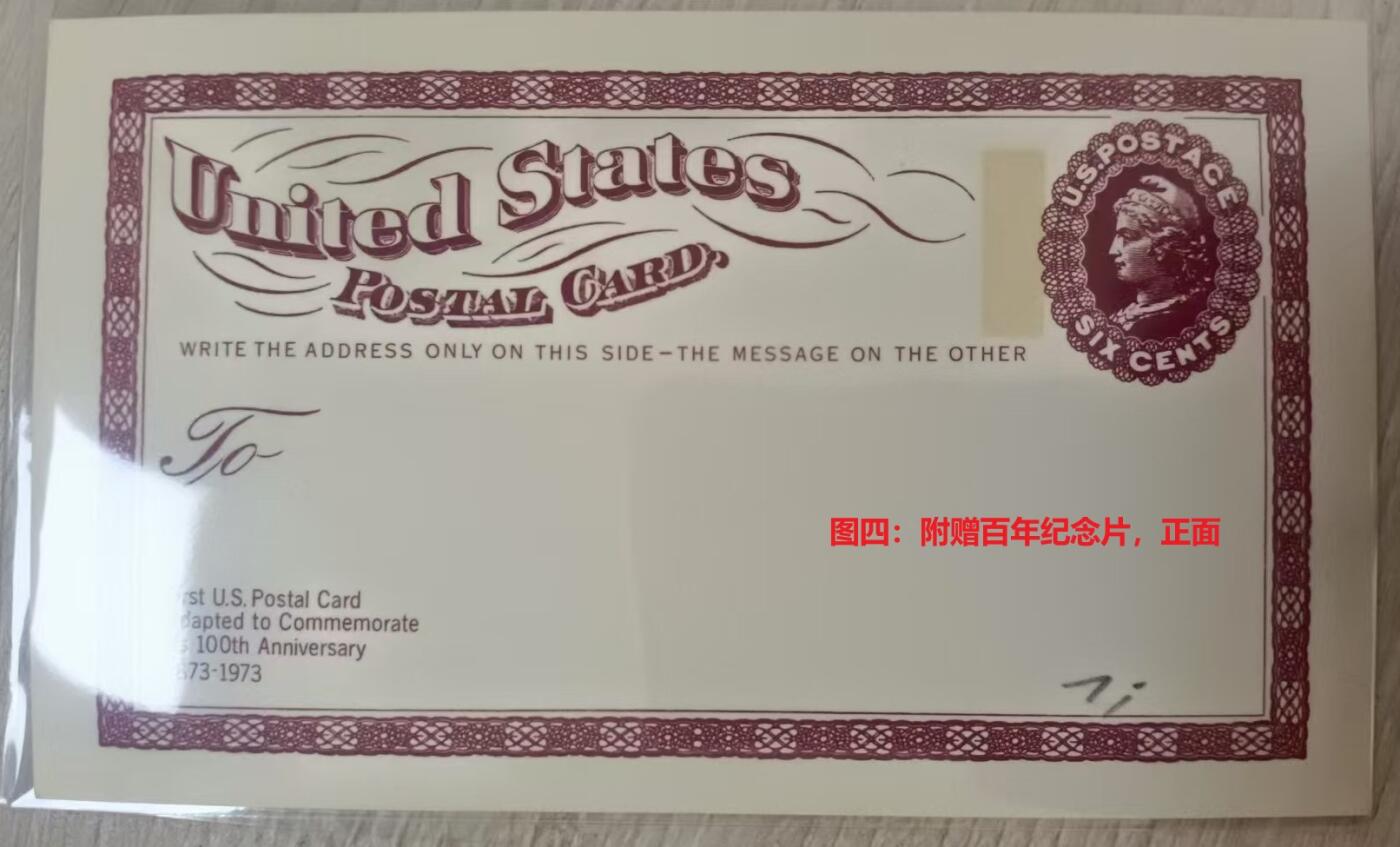 United States
POSTAL CARD.
U.S. POSTAGE
SIX CENTS
WRITE THE ADDRESS ONLY ON THIS SIDE–THE MESSAGE ON THE OTHER
To
图四：附赠百年纪念片，正面
U.S. Postal Card
to Commemorate
100th Anniversary
73-1973